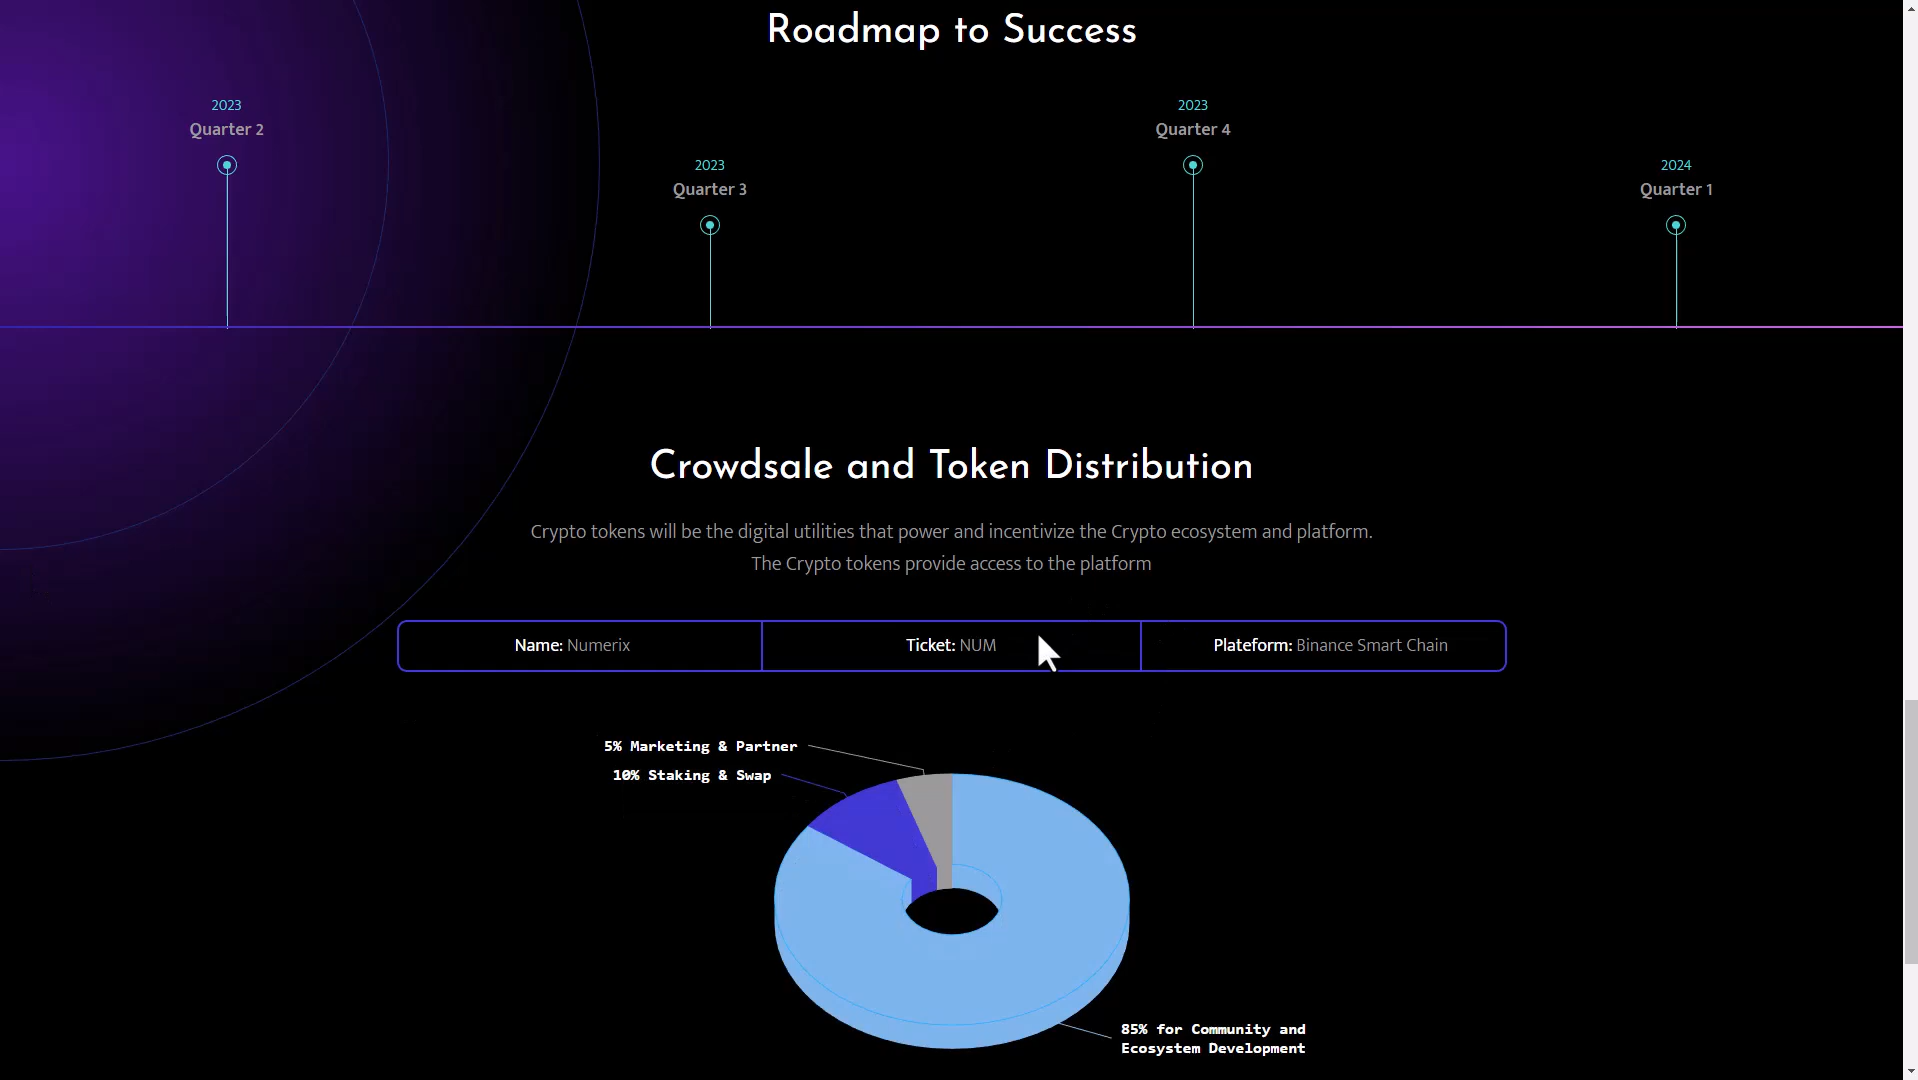 Roadmap to Success
2023
Quarter 2
2023
Quarter 3
2023
Quarter 4
2024
Quarter 1
Crowdsale and Token Distribution
Crypto tokens will be the digital utilities that power and incentivize the Crypto ecosystem and platform.
The Crypto tokens provide access to the platform
Name: Numerix
Ticket: NUM
Plateform: Binance Smart Chain
5% Marketing & Partner
10% Staking & Swap
85% for Community and
Ecosystem Development